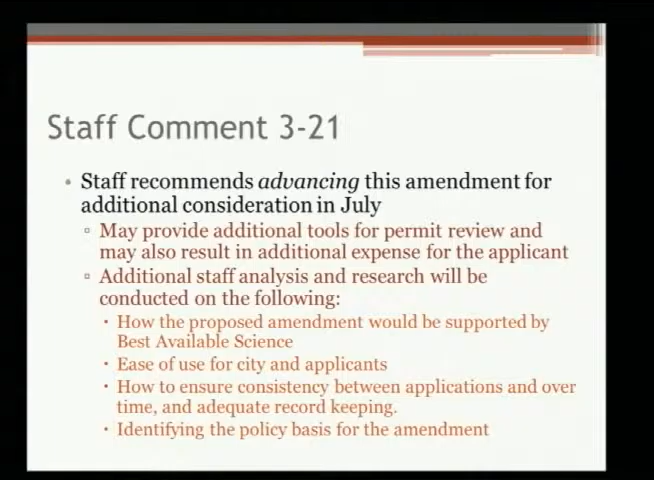 Staff Comment 3-21
• Staff recommends advancing this amendment for
additional consideration in July
▫ May provide additional tools for permit review and
may also result in additional expense for the applicant
▫ Additional staff analysis and research will be
conducted on the following:
• How the proposed amendment would be supported by
Best Available Science
• Ease of use for city and applicants
• How to ensure consistency between applications and over
time, and adequate record keeping.
• Identifying the policy basis for the amendment